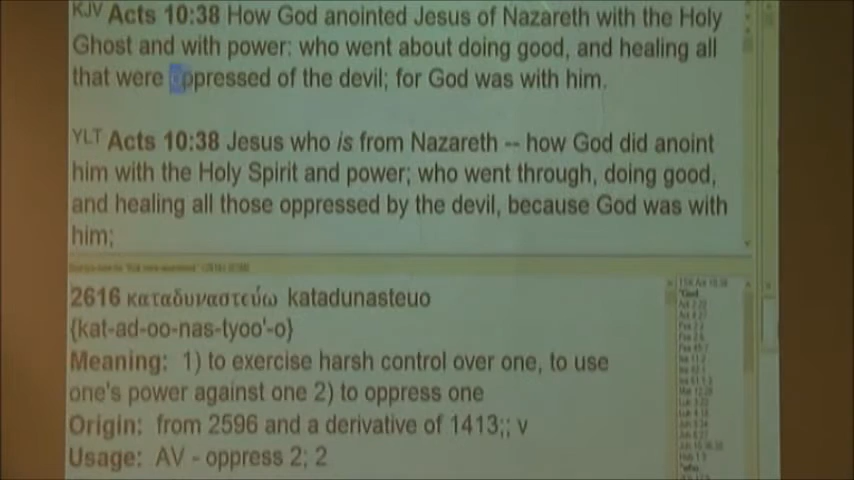 KJV Acts 10:38 How God anointed Jesus of Nazareth with the Holy
Ghost and with power: who went about doing good, and healing all
that were oppressed of the devil; for God was with him.
YLT Acts 10:38 Jesus who is from Nazareth -- how God did anoint
him with the Holy Spirit and power; who went through, doing good,
and healing all those oppressed by the devil, because God was with
him;
2616 καταδυναστεύω katadunasteuo
{kat-ad-oo-nas-tyoo'-o}
Meaning: 1) to exercise harsh control over one, to use
one's power against one 2) to oppress one
Origin: from 2596 and a derivative of 1413;; v
Usage: AV - oppress 2; 2